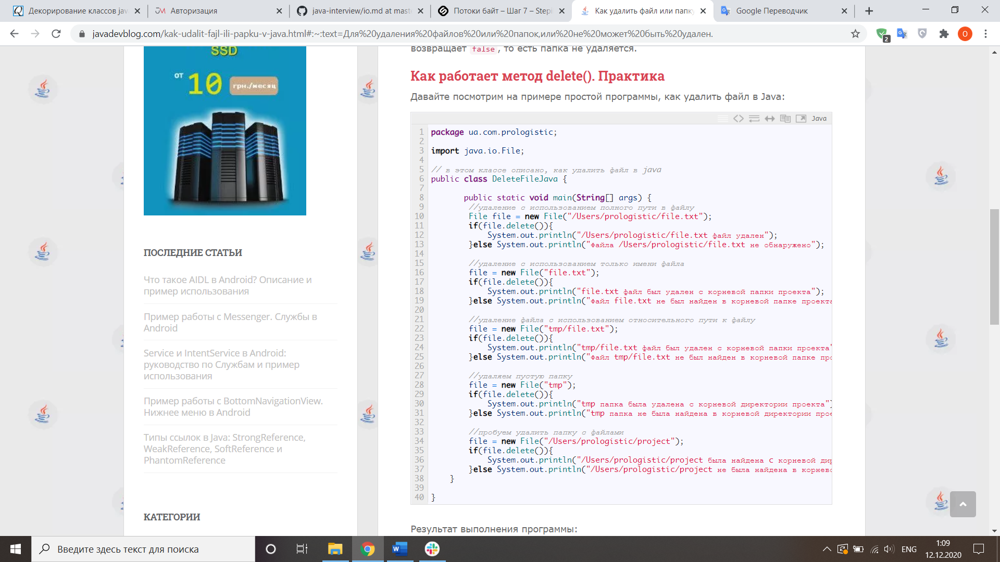 Декорирование классов jav
Авторизация
java-interview/io.md at maste
Потоки байт – Шаг 7 – Stepi
Как удалить файл или папку
Google Переводчик
javadevblog.com/kak-udalit-fajl-ili-papku-v-java.html#:~:text=Для%20удаления%20файлов%20или%20папок,или%20не%20может%20быть%20удален.
2
O
SSD
от 10 грн./месяц
ПОСЛЕДНИЕ СТАТЬИ
Что такое AIDL в Android? Описание и
пример использования
Пример работы с Messenger. Службы в
Android
Service и IntentService в Android:
руководство по Службам и пример
использования
Пример работы с BottomNavigationView.
Нижнее меню в Android
Типы ссылок в Java: StrongReference,
WeakReference, SoftReference и
PhantomReference
КАТЕГОРИИ
возвращает false, то есть папка не удаляется.
Как работает метод delete(). Практика
Давайте посмотрим на примере простой программы, как удалить файл в Java:
Java
1 package ua.com.prologistic;
2
3 import java.io.File;
4
5 // в этом классе описано, как удалить файл в java
6 public class DeleteFileJava {
7
8 public static void main(String[] args) {
9 //удаление с использованием полного пути в файлу
10 File file = new File("/Users/prologistic/file.txt");
11 if(file.delete()){
12 System.out.println("/Users/prologistic/file.txt файл удален");
13 }else System.out.println("Файла /Users/prologistic/file.txt не обнаружено");
14
15 //удаление с использованием только имени файла
16 file = new File("file.txt");
17 if(file.delete()){
18 System.out.println("file.txt файл был удален с корневой папки проекта");
19 }else System.out.println("Файл file.txt не был найден в корневой папке проекта
20
21 //удаление файла с использованием относительного пути к файлу
22 file = new File("tmp/file.txt");
23 if(file.delete()){
24 System.out.println("tmp/file.txt файл был удален с корневой папки проекта"
25 }else System.out.println("Файл tmp/file.txt не был найден в корневой папке про
26
27 //удаляем пустую папку
28 file = new File("tmp");
29 if(file.delete()){
30 System.out.println("tmp папка была удалена с корневой директории проекта")
31 }else System.out.println("tmp папка не была найдена в корневой директории прое
32
33 //пробуем удалить папку с файлами
34 file = new File("/Users/prologistic/project");
35 if(file.delete()){
36 System.out.println("/Users/prologistic/project была найдена с корневой дир
37 }else System.out.println("/Users/prologistic/project не была найдена в корнево
38 }
39
40 }
Результат выполнения программы:
Введите здесь текст для поиска
ENG
1:09
12.12.2020